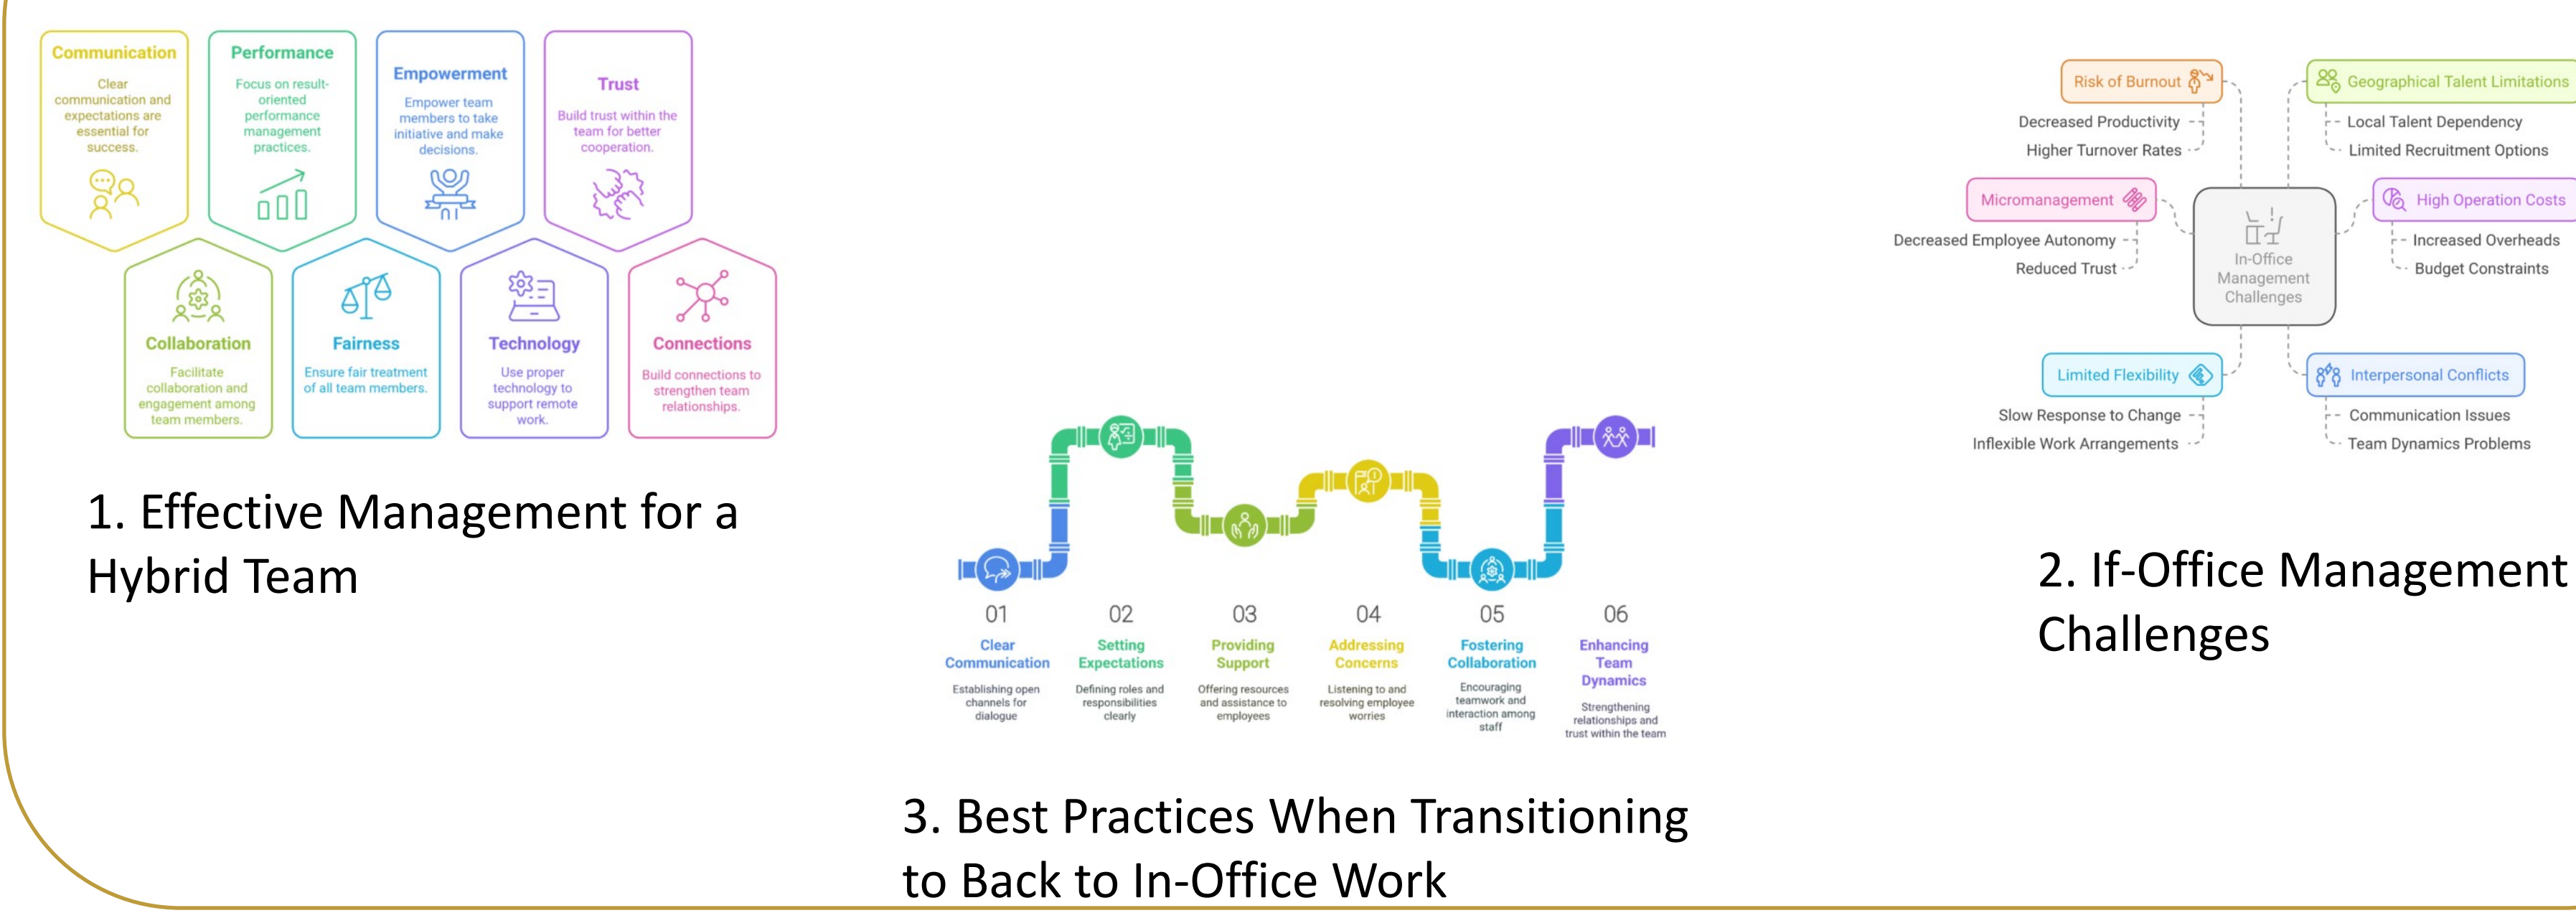 Communication
Clear
communication and
expectations are
essential for
success.
Performance
Focus on result-
oriented
performance
management
practices.
Empowerment
Empower team
members to take
initiative and make
decisions.
Trust
Build trust within the
team for better
cooperation.
Collaboration
Facilitate
collaboration and
engagement among
team members.
Fairness
Ensure fair treatment
of all team members.
Technology
Use proper
technology to
support remote
work.
Connections
Build connections to
strengthen team
relationships.
1. Effective Management for a
Hybrid Team
01
Clear
Communication
Establishing open
channels for
dialogue
02
Setting
Expectations
Defining roles and
responsibilities
clearly
03
Providing
Support
Offering resources
and assistance to
employees
04
Addressing
Concerns
Listening to and
resolving employee
worries
05
Fostering
Collaboration
Encouraging
teamwork and
interaction among
staff
06
Enhancing
Team
Dynamics
Strengthening
relationships and
trust within the team
3. Best Practices When Transitioning
to Back to In-Office Work
Risk of Burnout
Decreased Productivity
Higher Turnover Rates
Geographical Talent Limitations
Local Talent Dependency
Limited Recruitment Options
Micromanagement
Decreased Employee Autonomy
Reduced Trust
High Operation Costs
Increased Overheads
Budget Constraints
In-Office
Management
Challenges
Limited Flexibility
Slow Response to Change
Inflexible Work Arrangements
Interpersonal Conflicts
Communication Issues
Team Dynamics Problems
2. If-Office Management
Challenges